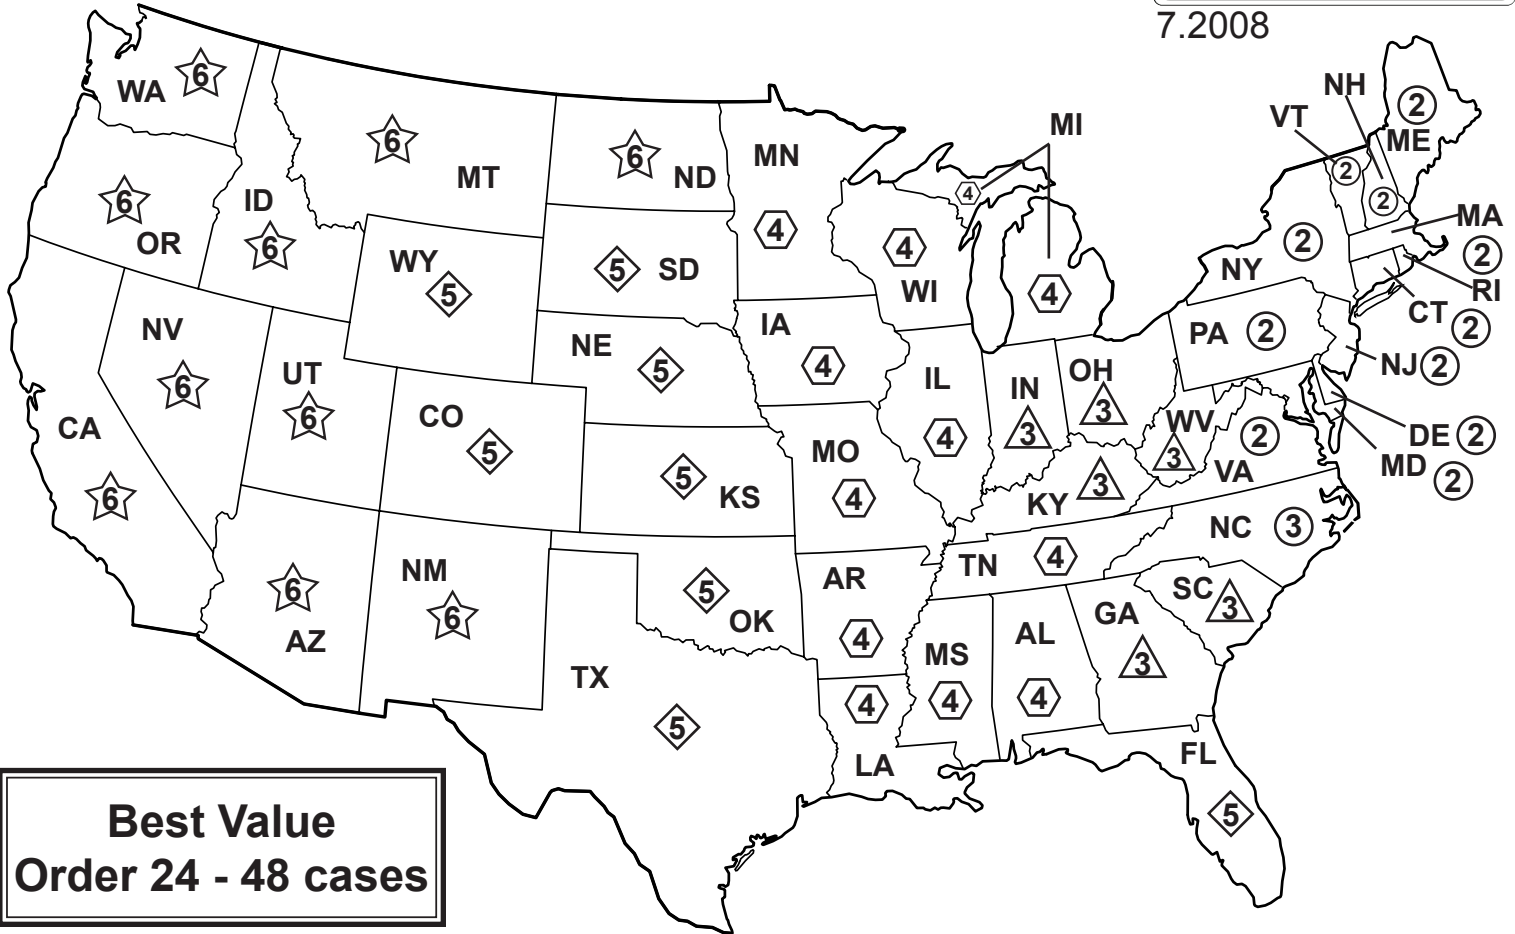 7.2008
WA 6
MT 6
ND 6
MN 4
MI
4
4
NH
2
VT
2
ME 2
OR 6
ID 6
WY 5
SD 5
WI 4
NY 2
MA 2
RI
CT 2
NJ 2
PA 2
DE 2
MD 2
NV 6
UT 6
CA 6
CO 5
NE 5
IA 4
IL 4
IN 3
OH 3
WV 3
VA 2
KS 5
MO 4
KY 3
NC 3
AZ 6
NM 6
OK 5
AR 4
TN 4
SC 3
GA 3
AL 4
MS 4
TX 5
LA 4
FL 5
Best Value
Order 24 - 48 cases